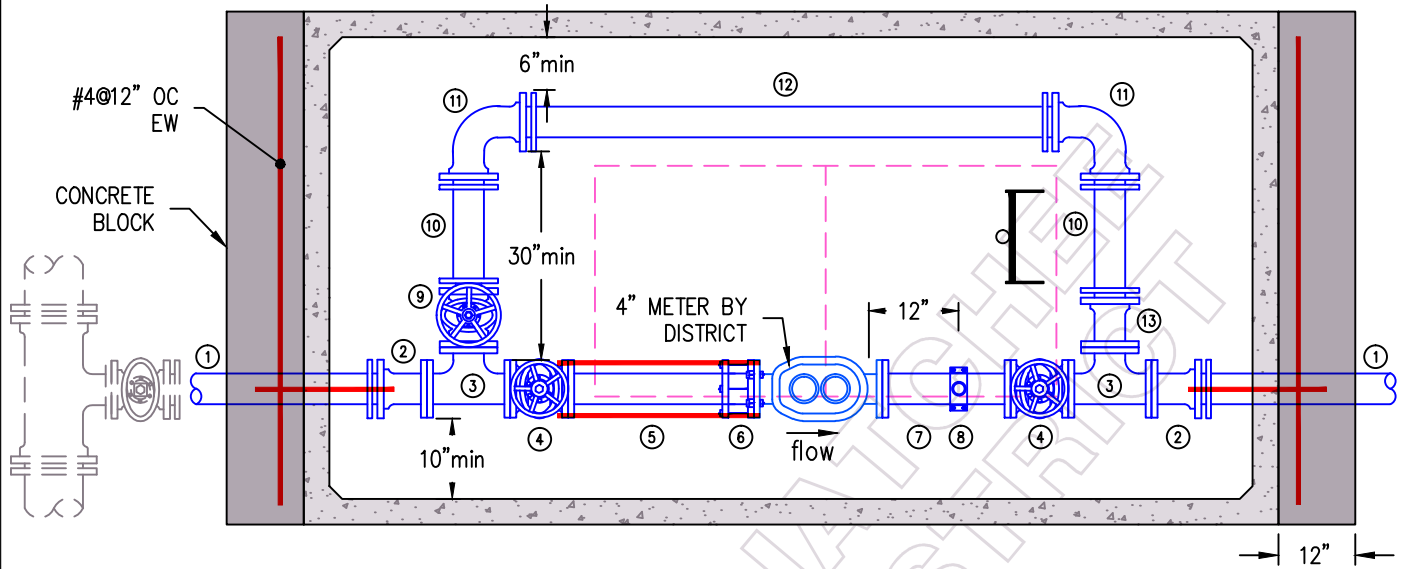 6”min
⑪
⑫
⑪
#4@12” OC
EW
CONCRETE
BLOCK
⑩
⑩
30”min
⑨
4” METER BY
DISTRICT
12”
⑬
①
②
③
③
①
④
⑤
⑥
flow
⑦
⑧
④
②
10”min
12”
ATCHEE
STRICT